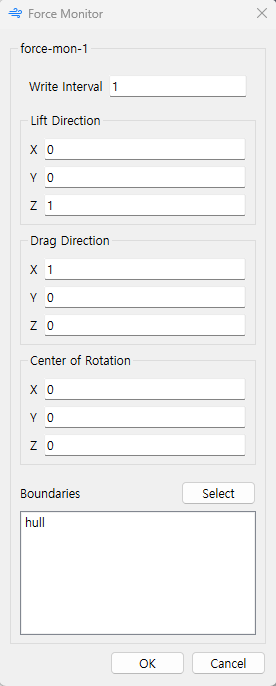 Force Monitor
force-mon-1
Write Interval 1
Lift Direction
X 0
Y 0
Z 1
Drag Direction
X 1
Y 0
Z 0
Center of Rotation
X 0
Y 0
Z 0
Boundaries Select
hull
OK Cancel